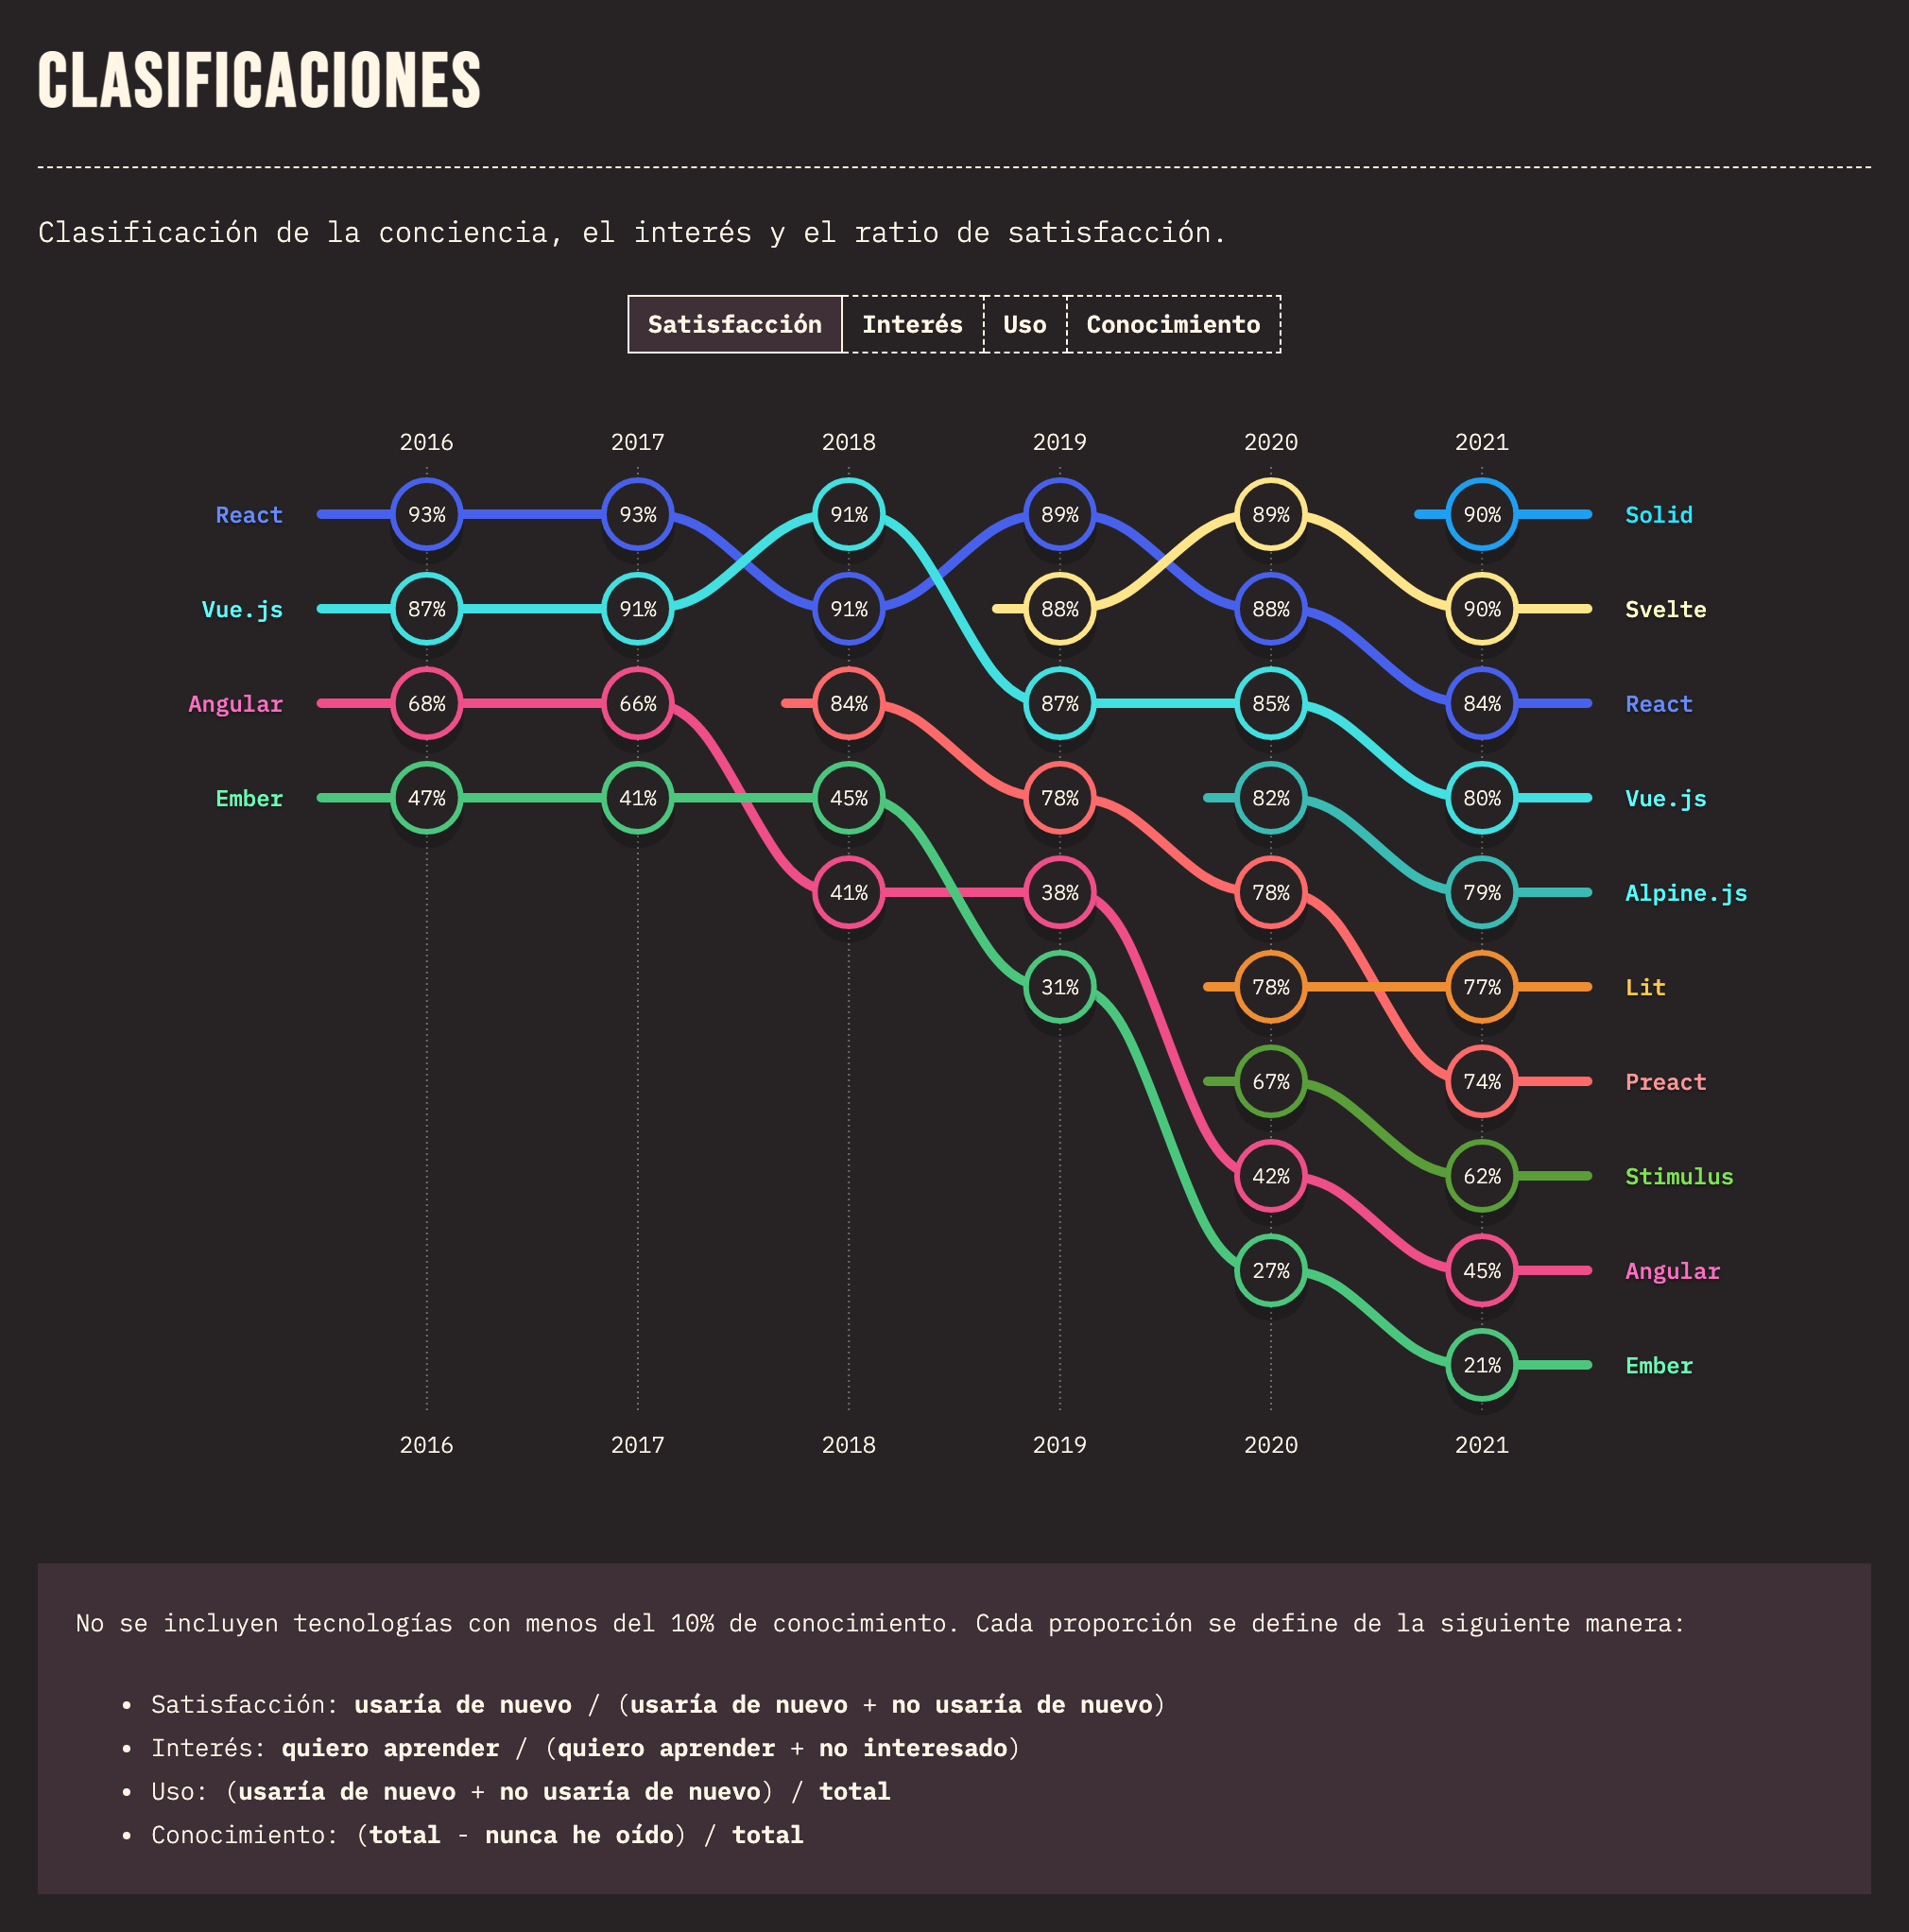 CLASIFICACIONES
Clasificación de la conciencia, el interés y el ratio de satisfacción.
Satisfacción Interés Uso Conocimiento
2016 2017 2018 2019 2020 2021
React 93% 93% 91% 89% 89% 90% Solid
Vue.js 87% 91% 91% 88% 88% 90% Svelte
Angular 68% 66% 84% 87% 85% 84% React
Ember 47% 41% 45% 78% 82% 80% Vue.js
41% 38% 78% 79% Alpine.js
31% 78% 77% Lit
67% 74% Preact
42% 62% Stimulus
27% 45% Angular
21% Ember
2016 2017 2018 2019 2020 2021
No se incluyen tecnologías con menos del 10% de conocimiento. Cada proporción se define de la siguiente manera:
• Satisfacción: usaría de nuevo / (usaría de nuevo + no usaría de nuevo)
• Interés: quiero aprender / (quiero aprender + no interesado)
• Uso: (usaría de nuevo + no usaría de nuevo) / total
• Conocimiento: (total - nunca he oído) / total